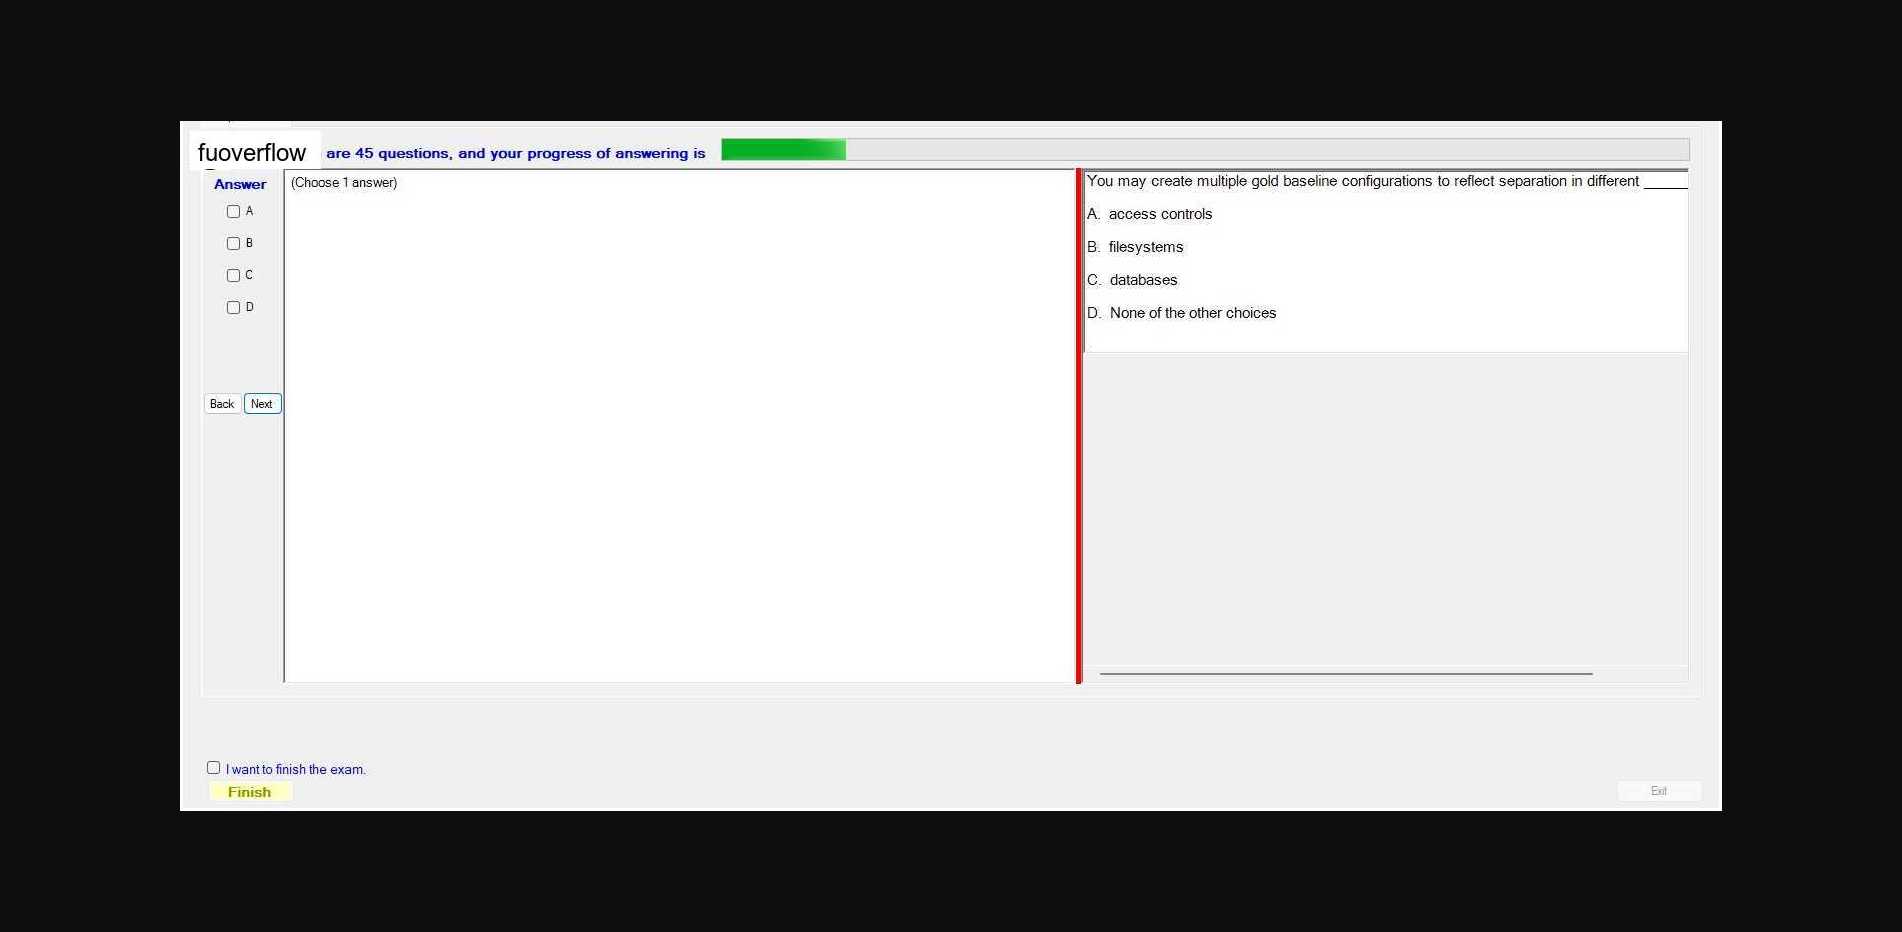 fuoverflow are 45 questions, and your progress of answering is
Answer
(Choose 1 answer)
A
B
C
D
Back Next
You may create multiple gold baseline configurations to reflect separation in different ______
A. access controls
B. filesystems
C. databases
D. None of the other choices
I want to finish the exam.
Finish
Exit